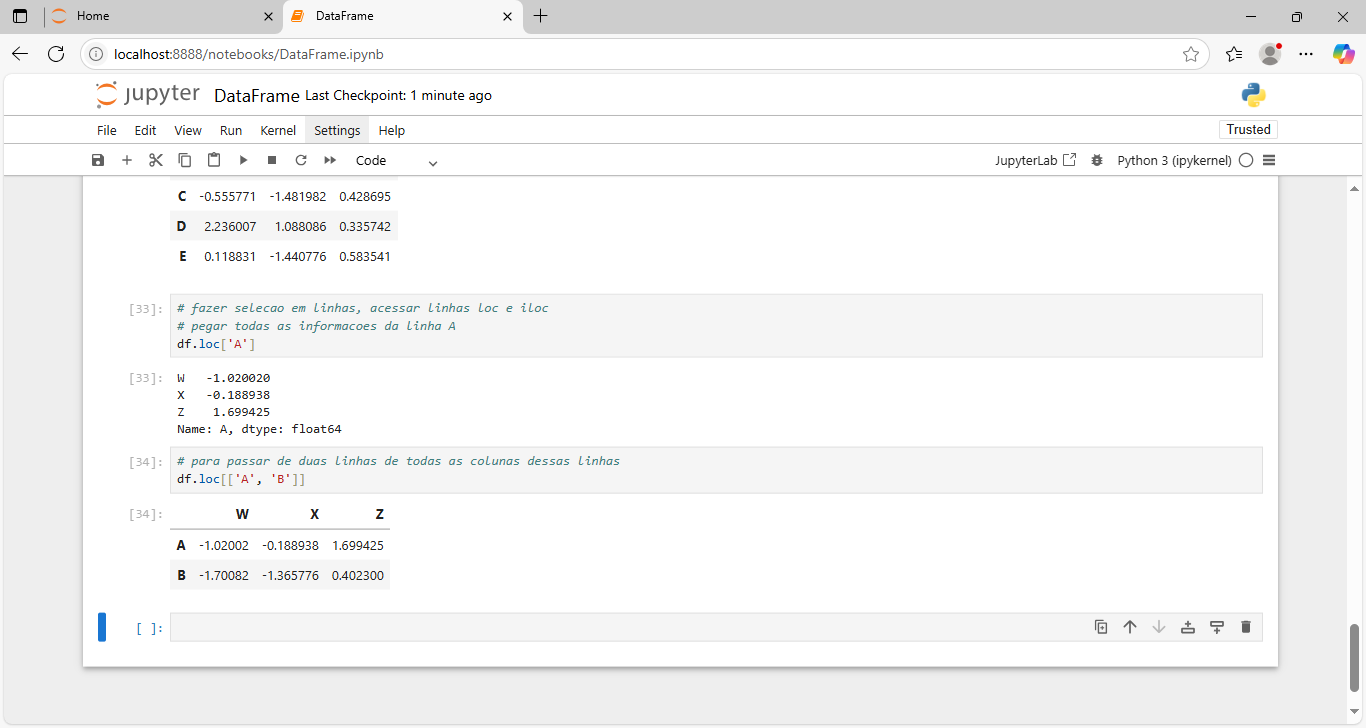 Home
DataFrame
localhost:8888/notebooks/DataFrame.ipynb
jupyter DataFrame Last Checkpoint: 1 minute ago
File Edit View Run Kernel Settings Help
Trusted
Code
JupyterLab
Python 3 (ipykernel)
C -0.555771 -1.481982 0.428695
D 2.236007 1.088086 0.335742
E 0.118831 -1.440776 0.583541
[33]:
# fazer selecao em linhas, acessar linhas loc e iloc
# pegar todas as informacoes da linha A
df.loc['A']
[33]:
W -1.020020
X -0.188938
Z 1.699425
Name: A, dtype: float64
[34]:
# para passar de duas linhas de todas as colunas dessas linhas
df.loc[['A', 'B']]
[34]:
W X Z
A -1.02002 -0.188938 1.699425
B -1.70082 -1.365776 0.402300
[ ]: